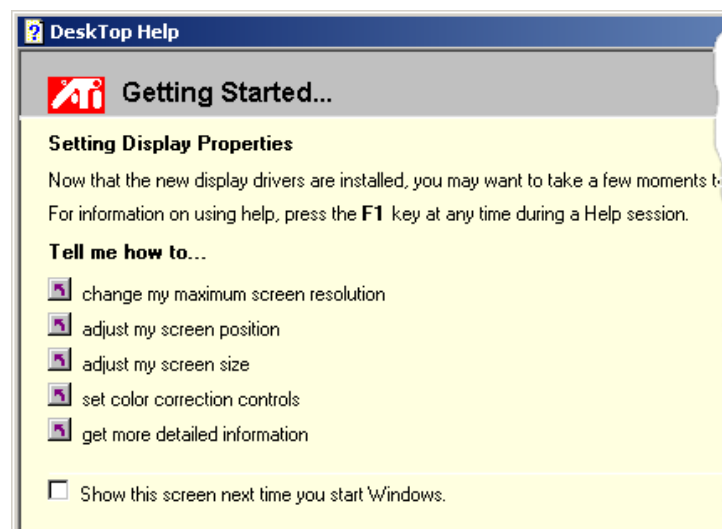 DeskTop Help
ATi Getting Started...
Setting Display Properties
Now that the new display drivers are installed, you may want to take a few moments
For information on using help, press the F1 key at any time during a Help session.
Tell me how to...
change my maximum screen resolution
adjust my screen position
adjust my screen size
set color correction controls
get more detailed information
Show this screen next time you start Windows.